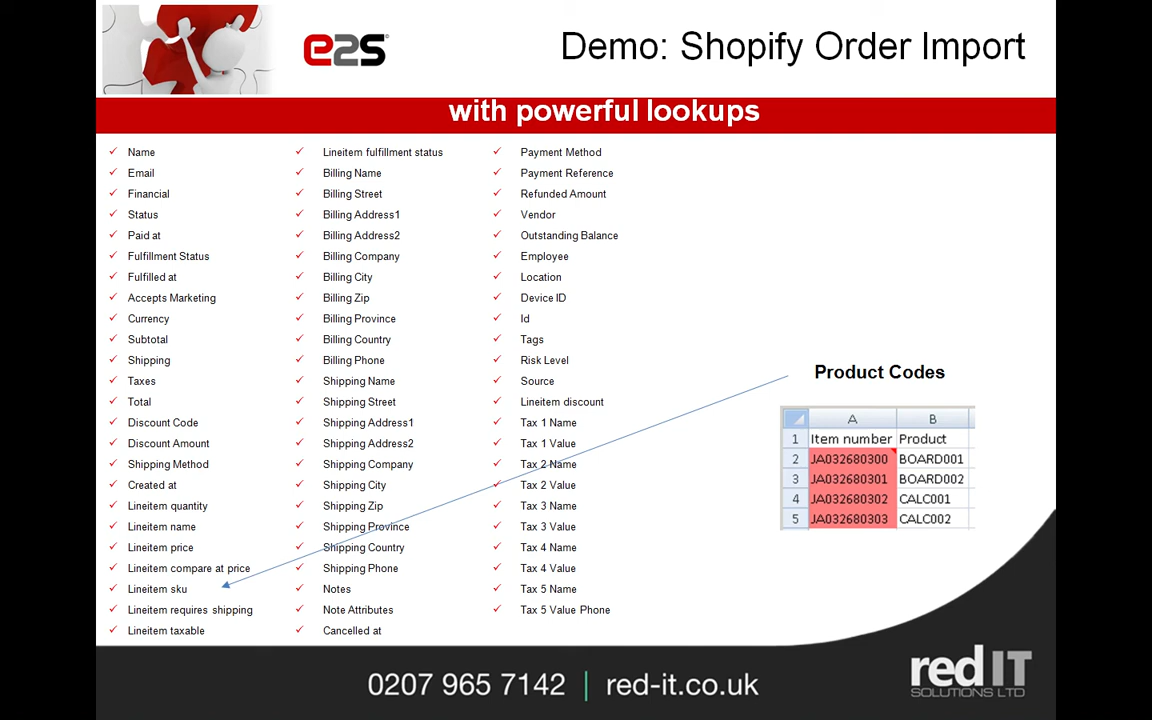 e2s
Demo: Shopify Order Import
with powerful lookups
Name
Email
Financial
Status
Paid at
Fulfillment Status
Fulfilled at
Accepts Marketing
Currency
Subtotal
Shipping
Taxes
Total
Discount Code
Discount Amount
Shipping Method
Created at
Lineitem quantity
Lineitem name
Lineitem price
Lineitem compare at price
Lineitem sku
Lineitem requires shipping
Lineitem taxable
Lineitem fulfillment status
Billing Name
Billing Street
Billing Address1
Billing Address2
Billing Company
Billing City
Billing Zip
Billing Province
Billing Country
Billing Phone
Shipping Name
Shipping Street
Shipping Address1
Shipping Address2
Shipping Company
Shipping City
Shipping Zip
Shipping Province
Shipping Country
Shipping Phone
Notes
Note Attributes
Cancelled at
Payment Method
Payment Reference
Refunded Amount
Vendor
Outstanding Balance
Employee
Location
Device ID
Id
Tags
Risk Level
Source
Lineitem discount
Tax 1 Name
Tax 1 Value
Tax 2 Name
Tax 2 Value
Tax 3 Name
Tax 3 Value
Tax 4 Name
Tax 4 Value
Tax 5 Name
Tax 5 Value Phone
Product Codes
A B
1 Item number Product
2 JA032680300 BOARD001
3 JA032680301 BOARD002
4 JA032680302 CALC001
5 JA032680303 CALC002
0207 965 7142 | red-it.co.uk
red IT
SOLUTIONS LTD